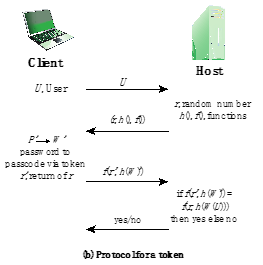 Client
Host
U, User
U
r, random number
h(), f(), functions
(r, h(), f())
P' → W'
password to
passcode via token
r', return of r
f(r', h(W'))
if f(r', h(W')) =
f(r, h(W(U)))
then yes else no
yes/no
(b) Protocol for a token